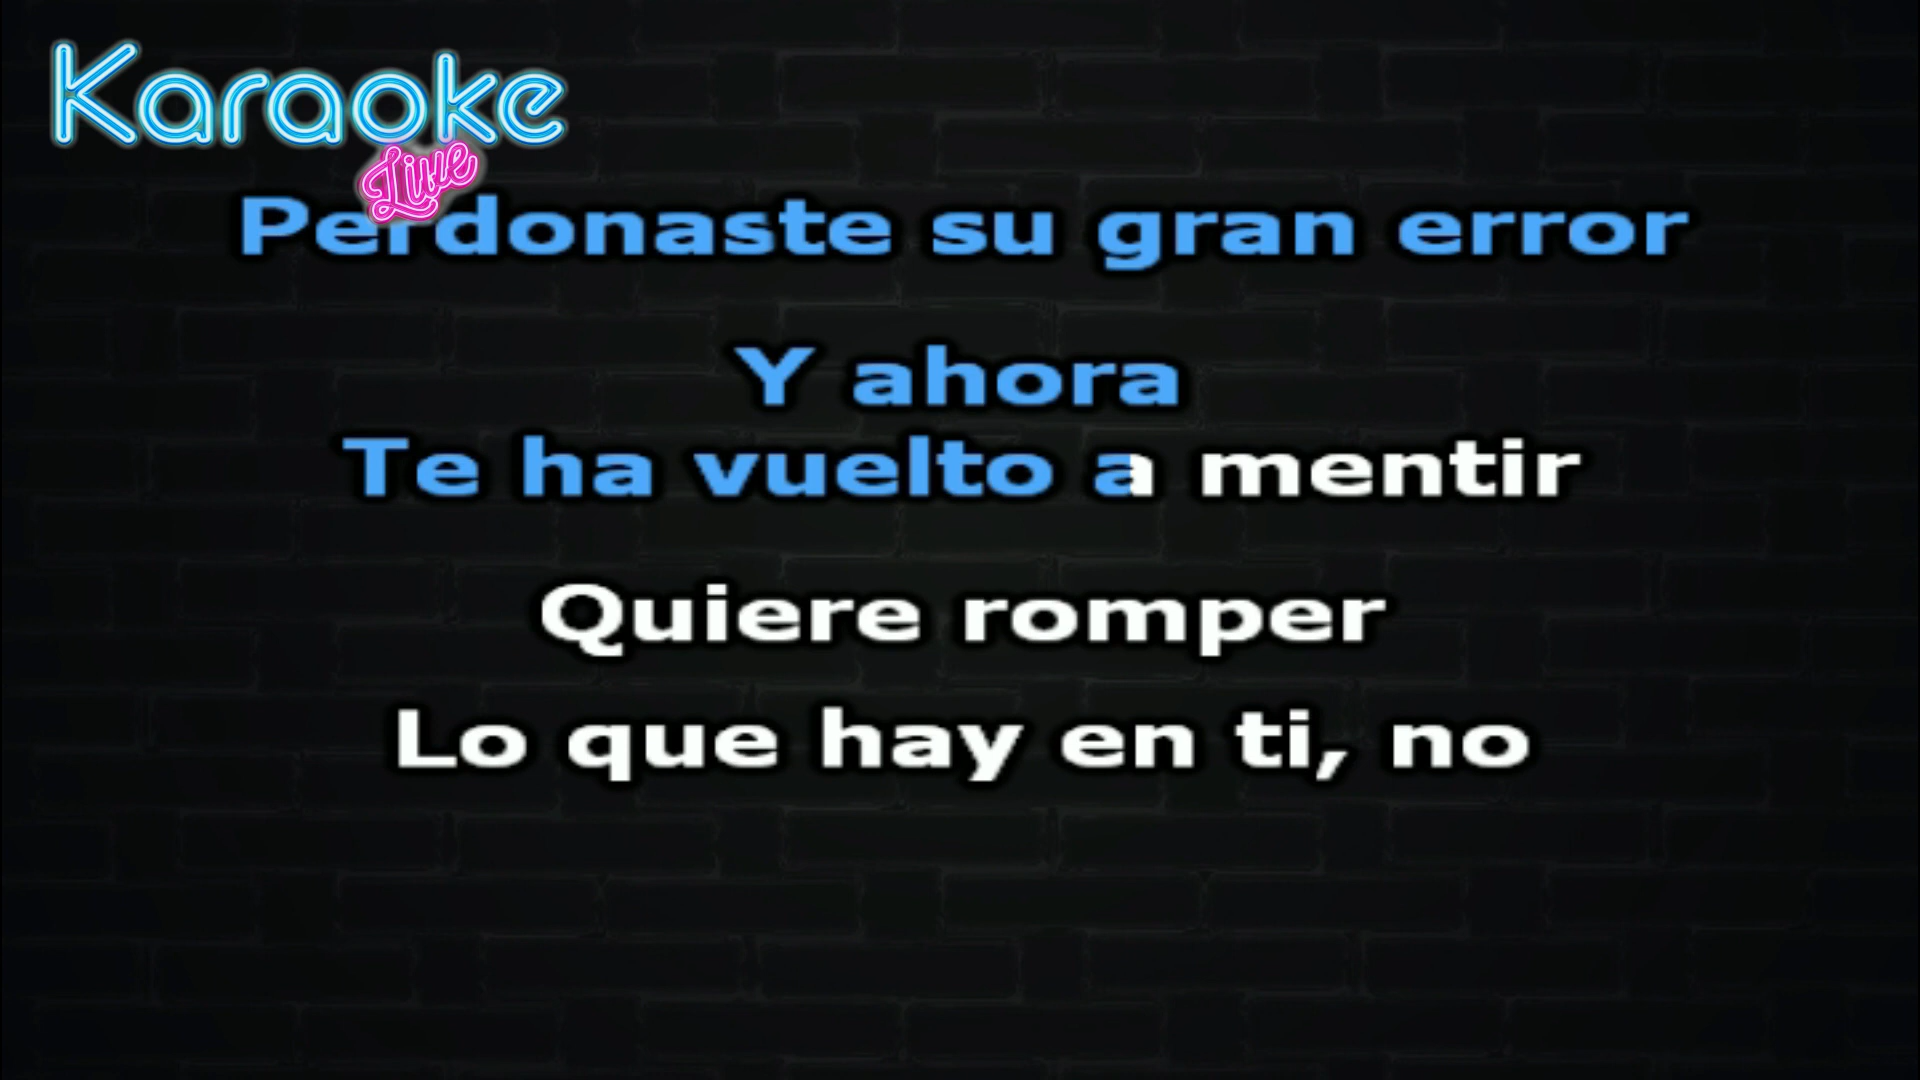 Karaoke
Live
Perdonaste su gran error
Y ahora
Te ha vuelto a mentir
Quiere romper
Lo que hay en ti, no